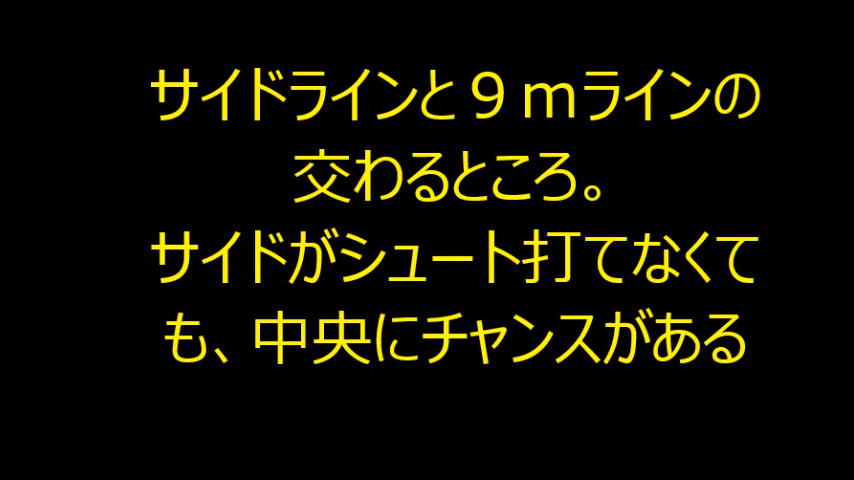 サイドラインと９ｍラインの
交わるところ。
サイドがシュート打てなくて
も、中央にチャンスがある